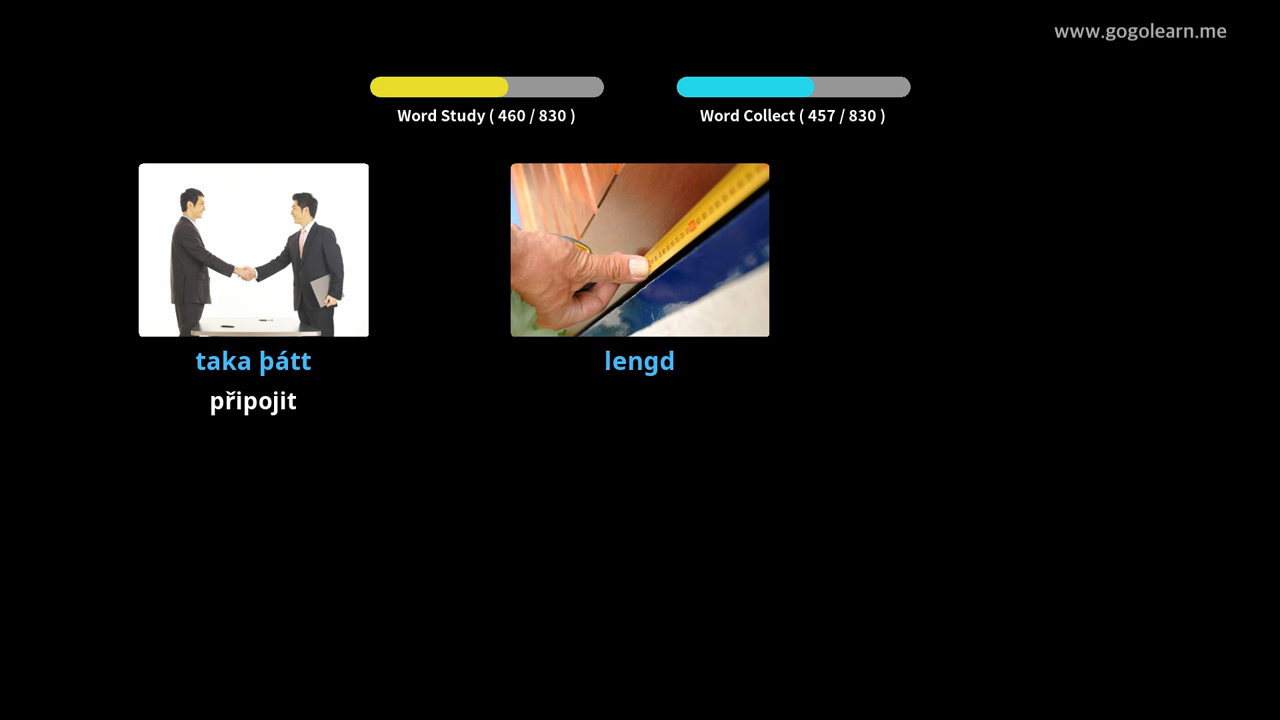 www.gogolearn.me
Word Study ( 460 / 830 )
Word Collect ( 457 / 830 )
taka þátt
lengd
připojit